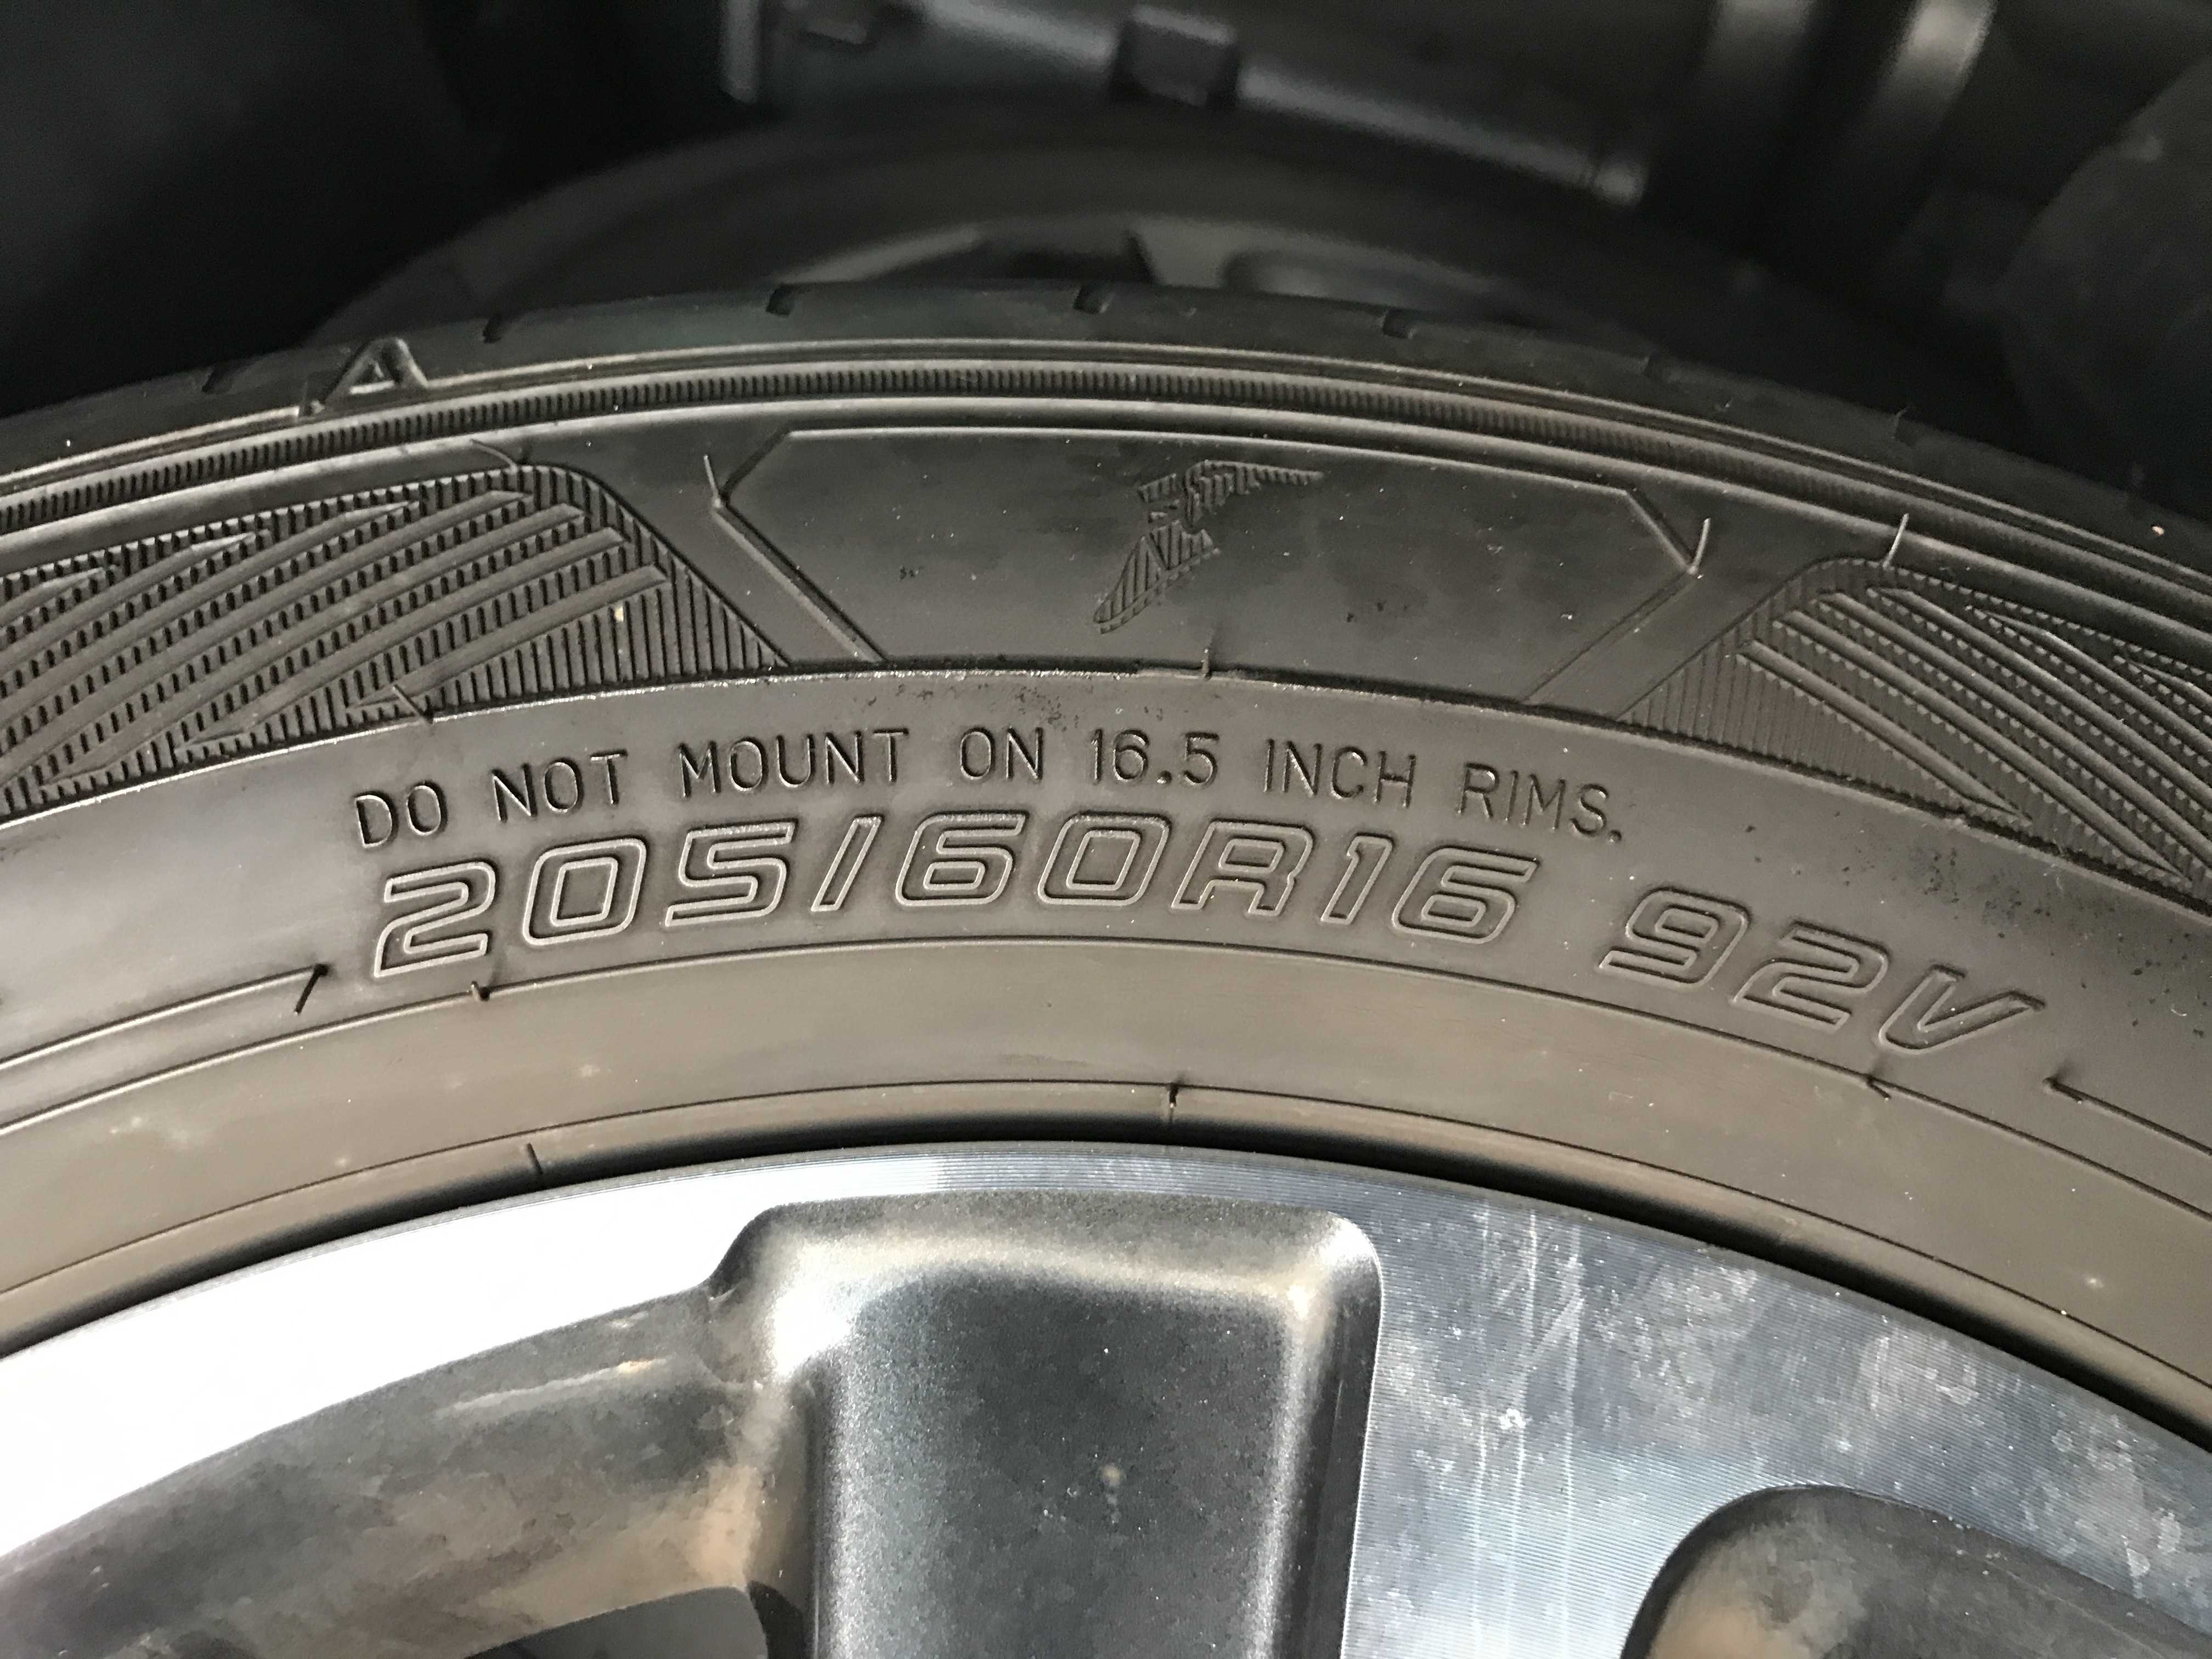 A
DO NOT MOUNT ON 16.5 INCH RIMS.
205/60R16 92V